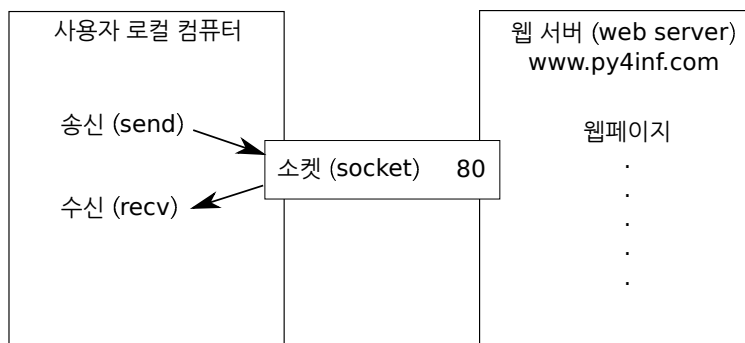 사용자 로컬 컴퓨터
송신 (send)
수신 (recv)
소켓 (socket) 80
웹 서버 (web server)
www.py4inf.com
웹페이지
.
.
.
.
.